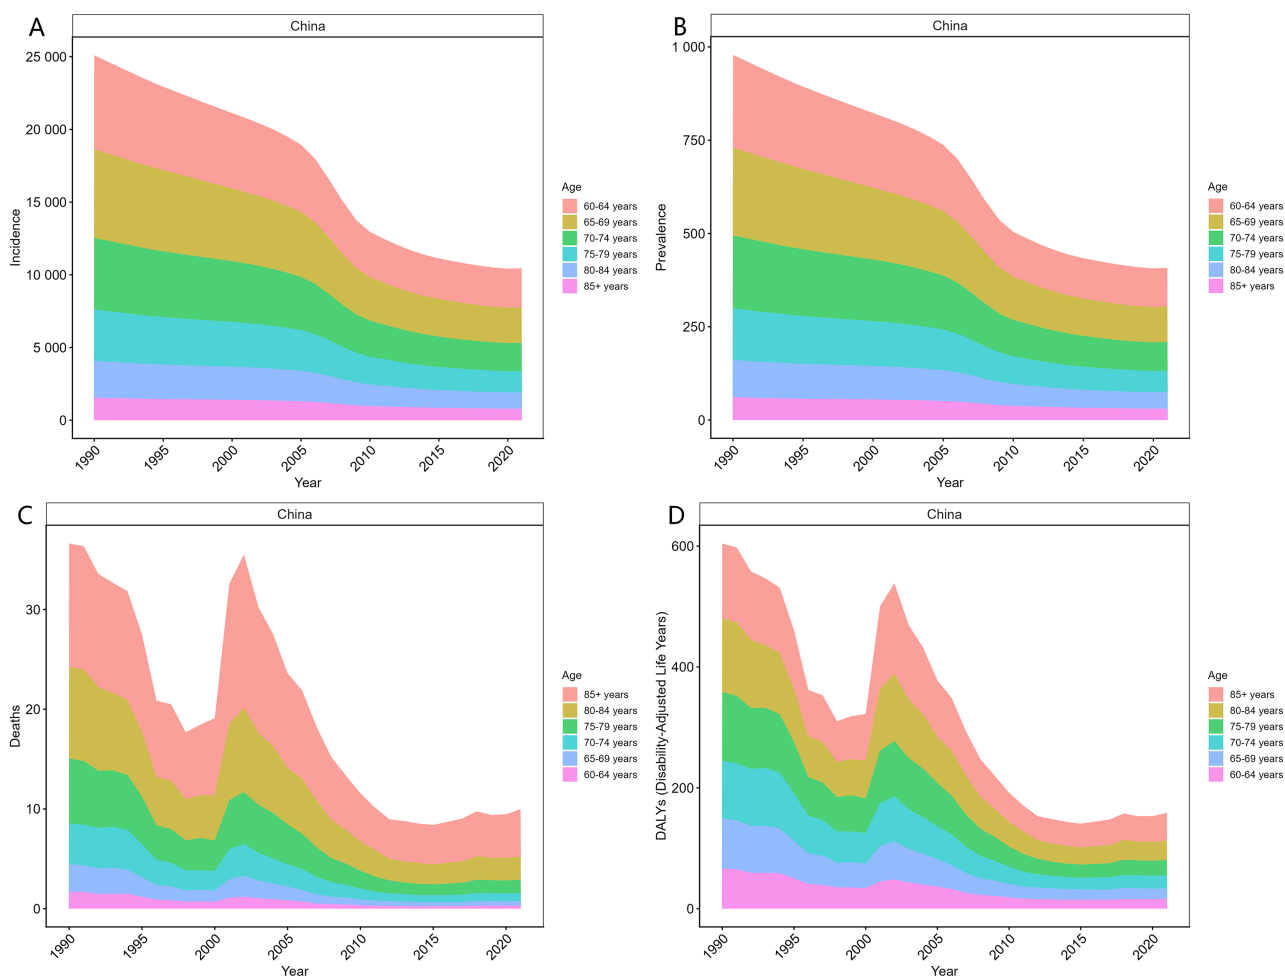 A
China
Incidence
25 000
20 000
15 000
10 000
5 000
0
1990
1995
2000
2005
2010
2015
2020
Year
Age
60-64 years
65-69 years
70-74 years
75-79 years
80-84 years
85+ years
B
China
Prevalence
1 000
750
500
250
0
1990
1995
2000
2005
2010
2015
2020
Year
Age
60-64 years
65-69 years
70-74 years
75-79 years
80-84 years
85+ years
C
China
Deaths
30
20
10
0
1990
1995
2000
2005
2010
2015
2020
Year
Age
85+ years
80-84 years
75-79 years
70-74 years
65-69 years
60-64 years
D
China
DALYs (Disability-Adjusted Life Years)
600
400
200
0
1990
1995
2000
2005
2010
2015
2020
Year
Age
85+ years
80-84 years
75-79 years
70-74 years
65-69 years
60-64 years